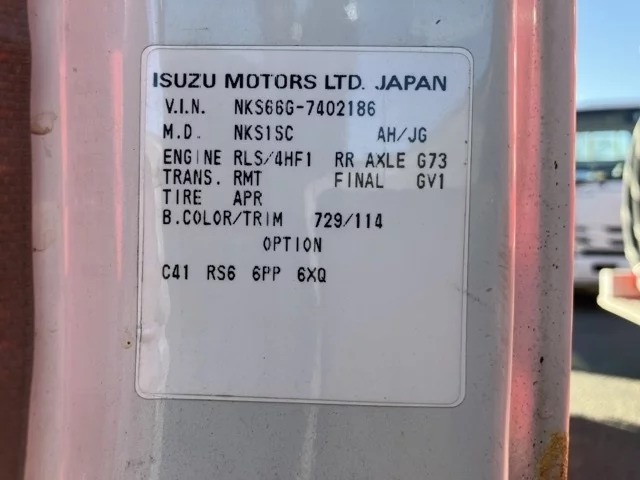 ISUZU MOTORS LTD. JAPAN
V.I.N. NKS66G-7402186
M.D. NKS1SC AH/JG
ENGINE RLS/4HF1 RR AXLE G73
TRANS. RMT FINAL GV1
TIRE APR
B.COLOR/TRIM 729/114
OPTION
C41 RS6 6PP 6XQ